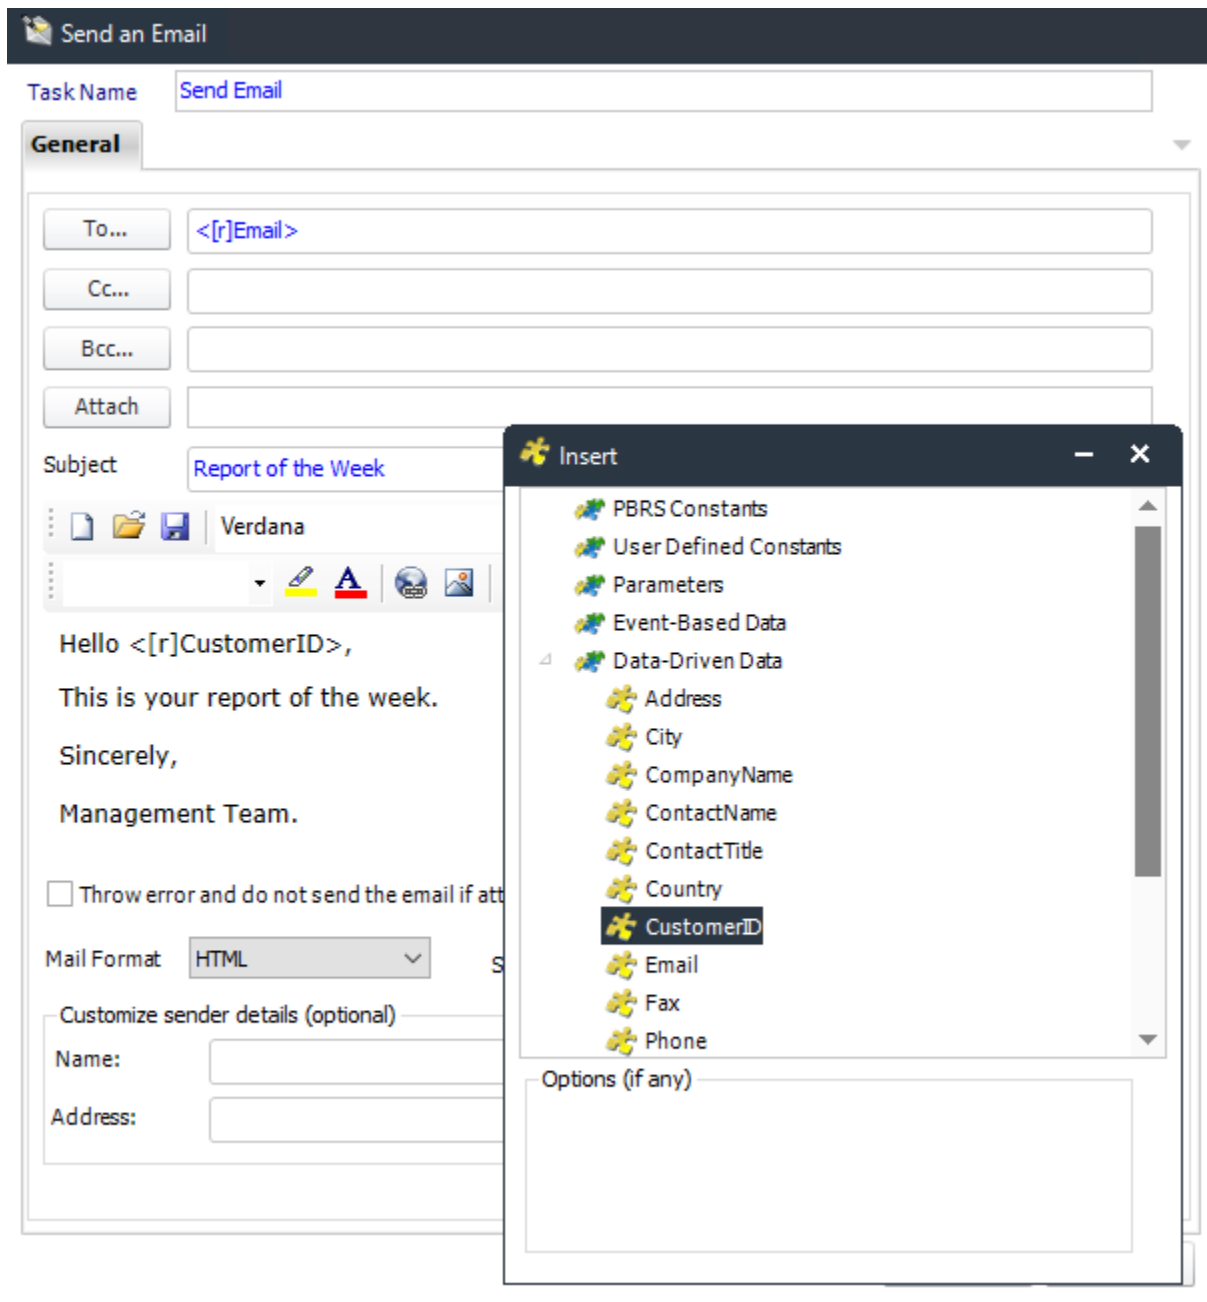 Send an Email
Task Name
Send Email
General
To...
<[r]Email>
Cc...
Bcc...
Attach
Subject
Report of the Week
Verdana
A
Hello <[r]CustomerID>,
This is your report of the week.
Sincerely,
Management Team.
Throw error and do not send the email if att
Mail Format
HTML
S
Customize sender details (optional)
Name:
Address:
Insert
PBRS Constants
User Defined Constants
Parameters
Event-Based Data
Data-Driven Data
Address
City
CompanyName
ContactName
ContactTitle
Country
CustomerID
Email
Fax
Phone
Options (if any)